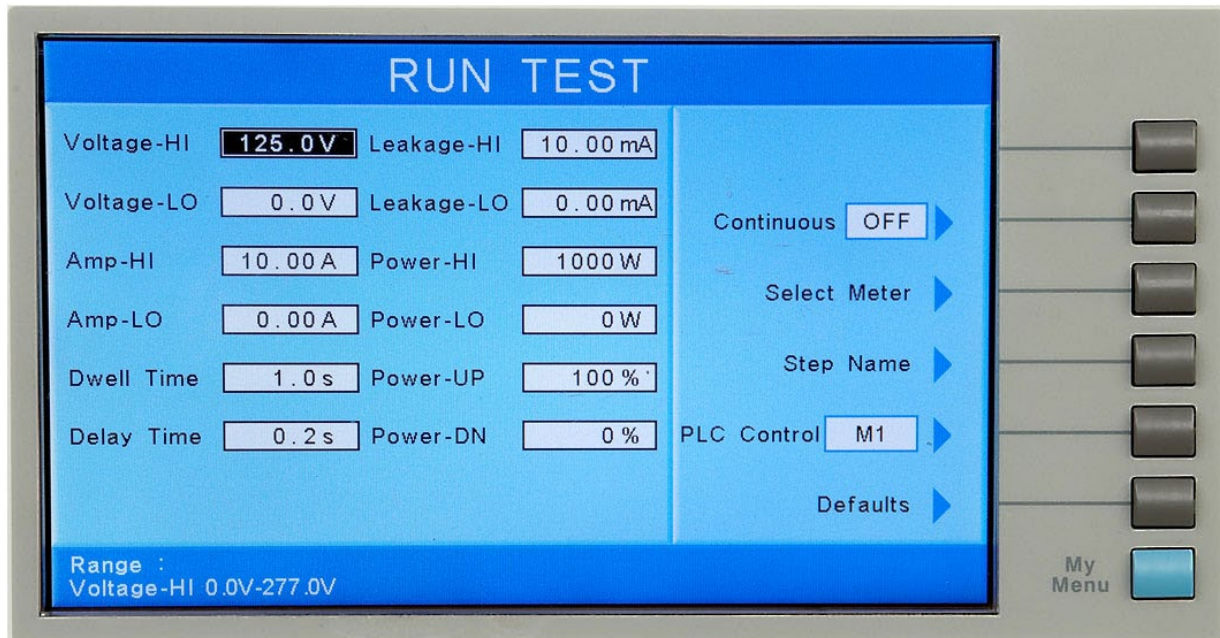 RUN TEST
Voltage-HI 125.0V Leakage-HI 10.00mA
Voltage-LO 0.0V Leakage-LO 0.00mA
Continuous OFF
Amp-HI 10.00A Power-HI 1000W
Select Meter
Amp-LO 0.00A Power-LO 0W
Step Name
Dwell Time 1.0s Power-UP 100%
Delay Time 0.2s Power-DN 0%
PLC Control M1
Defaults
Range :
Voltage-HI 0.0V-277.0V
My
Menu